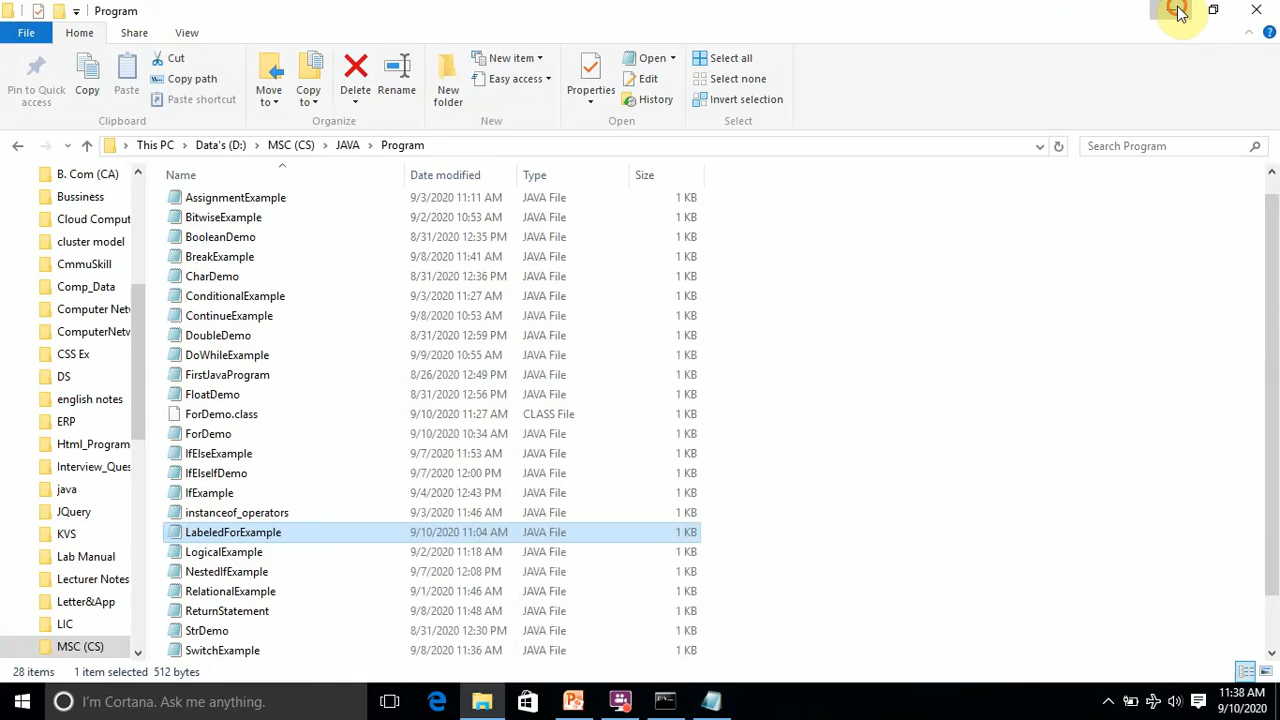 Program
File Home Share View
Pin to Quick access
Copy
Paste
Cut
Copy path
Paste shortcut
Clipboard
Move to
Copy to
Delete
Rename
Organize
New folder
New item
Easy access
New
Properties
Open
Edit
History
Open
Select all
Select none
Invert selection
Select
This PC > Data's (D:) > MSC (CS) > JAVA > Program
Search Program
B. Com (CA)
Bussiness
Cloud Comput
cluster model
CmmuSkill
Comp_Data
Computer Net
ComputerNetv
CSS Ex
DS
english notes
ERP
Html_Program
Interview_Ques
java
JQuery
KVS
Lab Manual
Lecturer Notes
Letter&App
LIC
MSC (CS)
Name Date modified Type Size
AssignmentExample 9/3/2020 11:11 AM JAVA File 1 KB
BitwiseExample 9/2/2020 10:53 AM JAVA File 1 KB
BooleanDemo 8/31/2020 12:35 PM JAVA File 1 KB
BreakExample 9/8/2020 11:41 AM JAVA File 1 KB
CharDemo 8/31/2020 12:36 PM JAVA File 1 KB
ConditionalExample 9/3/2020 11:27 AM JAVA File 1 KB
ContinueExample 9/8/2020 10:53 AM JAVA File 1 KB
DoubleDemo 8/31/2020 12:59 PM JAVA File 1 KB
DoWhileExample 9/9/2020 10:55 AM JAVA File 1 KB
FirstJavaProgram 8/26/2020 12:49 PM JAVA File 1 KB
FloatDemo 8/31/2020 12:56 PM JAVA File 1 KB
ForDemo.class 9/10/2020 11:27 AM CLASS File 1 KB
ForDemo 9/10/2020 10:34 AM JAVA File 1 KB
IfElseExample 9/7/2020 11:53 AM JAVA File 1 KB
IfElseIfDemo 9/7/2020 12:00 PM JAVA File 1 KB
IfExample 9/4/2020 12:43 PM JAVA File 1 KB
instanceof_operators 9/3/2020 11:46 AM JAVA File 1 KB
LabeledForExample 9/10/2020 11:04 AM JAVA File 1 KB
LogicalExample 9/2/2020 11:18 AM JAVA File 1 KB
NestedIfExample 9/7/2020 12:08 PM JAVA File 1 KB
RelationalExample 9/1/2020 11:46 AM JAVA File 1 KB
ReturnStatement 9/8/2020 11:48 AM JAVA File 1 KB
StrDemo 8/31/2020 12:30 PM JAVA File 1 KB
SwitchExample 9/8/2020 11:36 AM JAVA File 1 KB
28 items 1 item selected 512 bytes
I'm Cortana. Ask me anything.
11:38 AM
9/10/2020